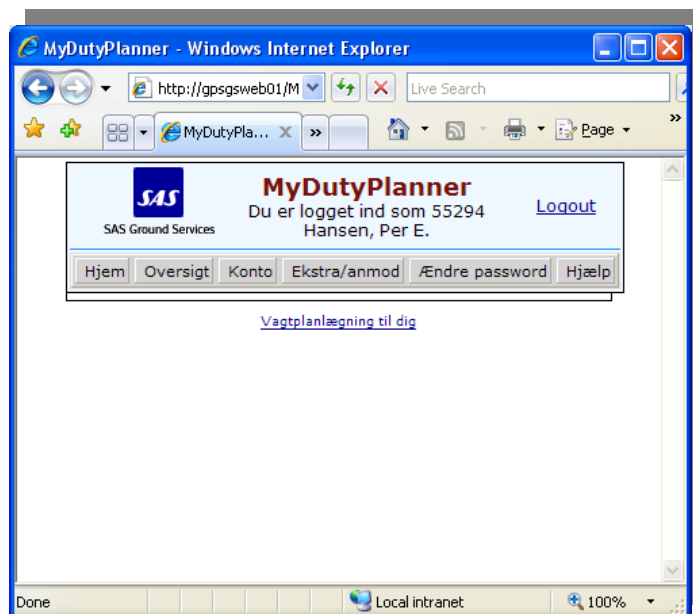 MyDutyPlanner - Windows Internet Explorer
http://gpsgsweb01/M
Live Search
MyDutyPla...
Page
SAS
SAS Ground Services
MyDutyPlanner
Du er logget ind som 55294
Hansen, Per E.
Logout
Hjem Oversigt Konto Ekstra/anmod Ændre password Hjælp
Vagtplanlægning til dig
Done
Local intranet
100%